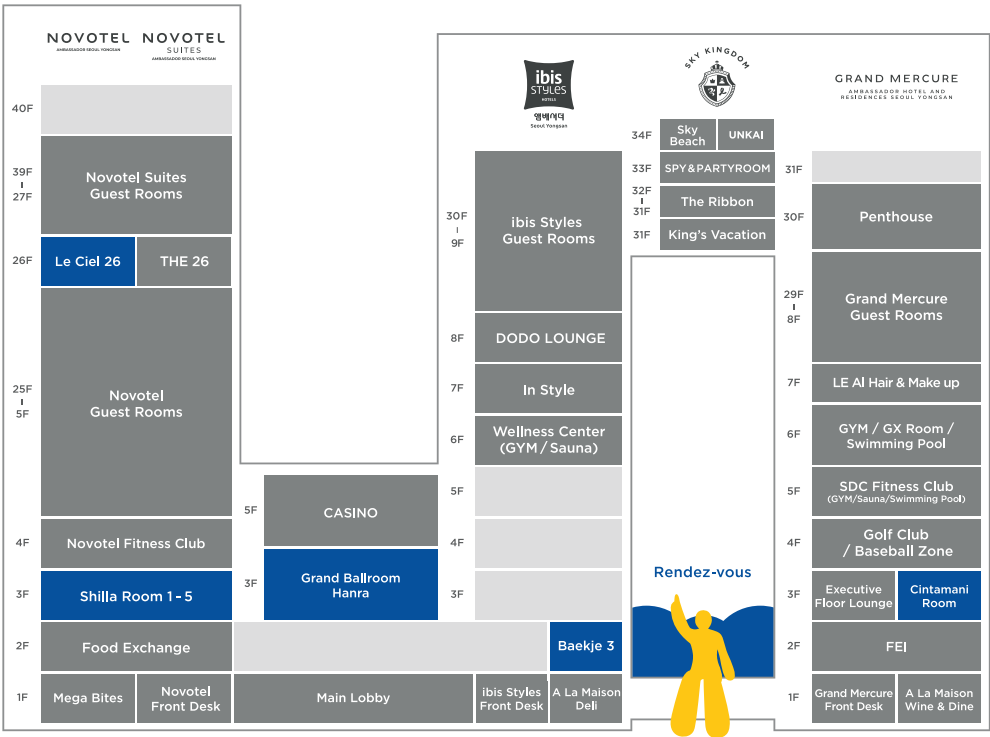 NOVOTEL
AMBASSADOR SEOUL YONGSAN
NOVOTEL
SUITES
AMBASSADOR SEOUL YONGSAN
40F
39F
27F
Novotel Suites
Guest Rooms
26F
Le Ciel 26
THE 26
25F
5F
Novotel
Guest Rooms
4F
Novotel Fitness Club
3F
Shilla Room 1 - 5
2F
Food Exchange
1F
Mega Bites
Novotel
Front Desk
5F
CASINO
3F
Grand Ballroom
Hanra
Main Lobby
ibis
STYLES
HOTELS
앰배서더
Seoul Yongsan
30F
9F
ibis Styles
Guest Rooms
8F
DODO LOUNGE
7F
In Style
6F
Wellness Center
(GYM / Sauna)
5F
4F
3F
Baekje 3
ibis Styles
Front Desk
A La Maison
Deli
SKY KINGDOM
34F
Sky
Beach
UNKAI
33F
SPY & PARTYROOM
32F
31F
The Ribbon
31F
King's Vacation
Rendez-vous
GRAND MERCURE
AMBASSADOR HOTEL AND
RESIDENCES SEOUL YONGSAN
31F
30F
Penthouse
29F
8F
Grand Mercure
Guest Rooms
7F
LE AI Hair & Make up
6F
GYM / GX Room /
Swimming Pool
5F
SDC Fitness Club
(GYM/Sauna/Swimming Pool)
4F
Golf Club
/ Baseball Zone
3F
Executive
Floor Lounge
Cintamani
Room
2F
FEI
1F
Grand Mercure
Front Desk
A La Maison
Wine & Dine